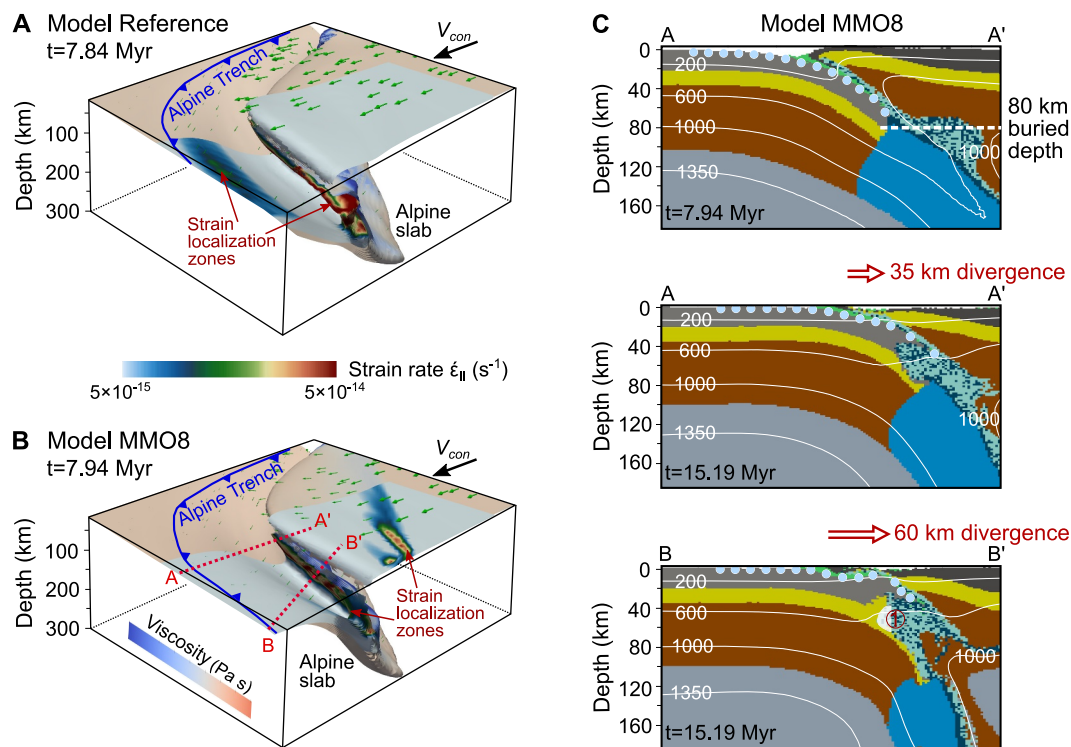 A
Model Reference
t=7.84 Myr
V_con
Alpine Trench
Depth (km)
100
200
300
Strain
localization
zones
Alpine
slab
Strain rate ε̇_II (s⁻¹)
5×10⁻¹⁵
5×10⁻¹⁴
B
Model MMO8
t=7.94 Myr
V_con
Alpine Trench
A'
B'
A
B
Depth (km)
100
200
300
Strain
localization
zones
Alpine
slab
Viscosity (Pa s)
C
Model MMO8
A
A'
Depth (km)
0
40
80
120
160
200
600
1000
1350
1000
80 km
buried
depth
t=7.94 Myr
35 km divergence
A
A'
Depth (km)
0
40
80
120
160
200
600
1000
1350
1000
t=15.19 Myr
60 km divergence
B
B'
Depth (km)
0
40
80
120
160
200
600
1000
1350
1000
t=15.19 Myr